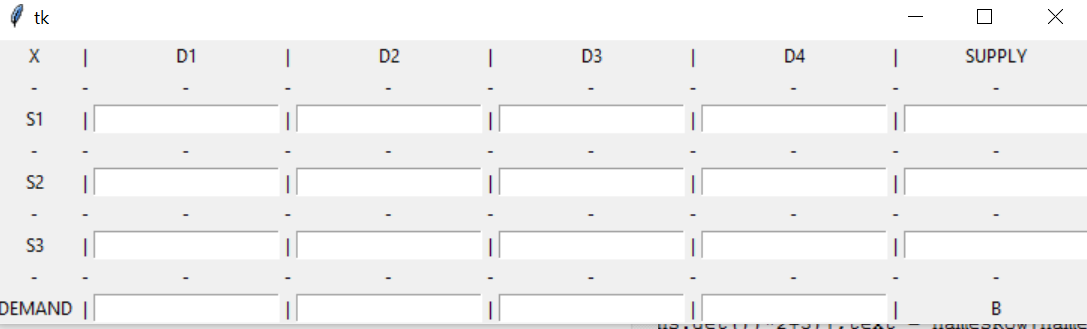 tk
X | D1 | D2 | D3 | D4 | SUPPLY
- - - - - - - - - - -
S1 | | | | |
- - - - - - - - - - -
S2 | | | | |
- - - - - - - - - - -
S3 | | | | |
- - - - - - - - - - -
DEMAND | | | | | B